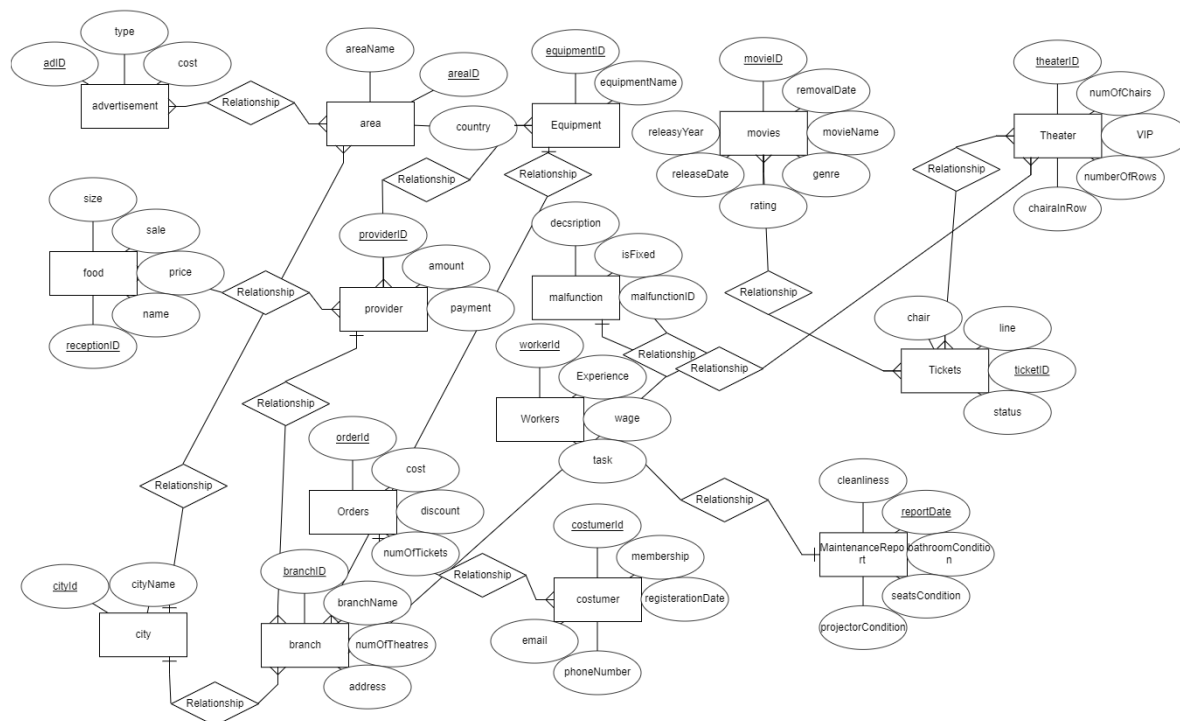 type
adID
cost
advertisement
Relationship
areaName
areaID
area
country
equipmentID
equipmentName
Equipment
Relationship
Relationship
movieID
removalDate
releasyYear
movies
movieName
releaseDate
genre
rating
theaterID
numOfChairs
Theater
VIP
numberOfRows
chairaInRow
Relationship
size
sale
food
price
name
receptionID
Relationship
providerID
amount
provider
payment
decsription
isFixed
malfunction
malfunctionID
Relationship
Relationship
Relationship
chair
line
Tickets
ticketID
status
workerId
Experience
Workers
wage
task
Relationship
orderId
cost
Orders
discount
numOfTickets
Relationship
Relationship
cleanliness
reportDate
MaintenanceRepo
rt
bathroomConditio
n
seatsCondition
projectorCondition
costumerId
membership
Relationship
costumer
registerationDate
email
phoneNumber
cityId
cityName
city
branchID
branchName
branch
numOfTheatres
address
Relationship